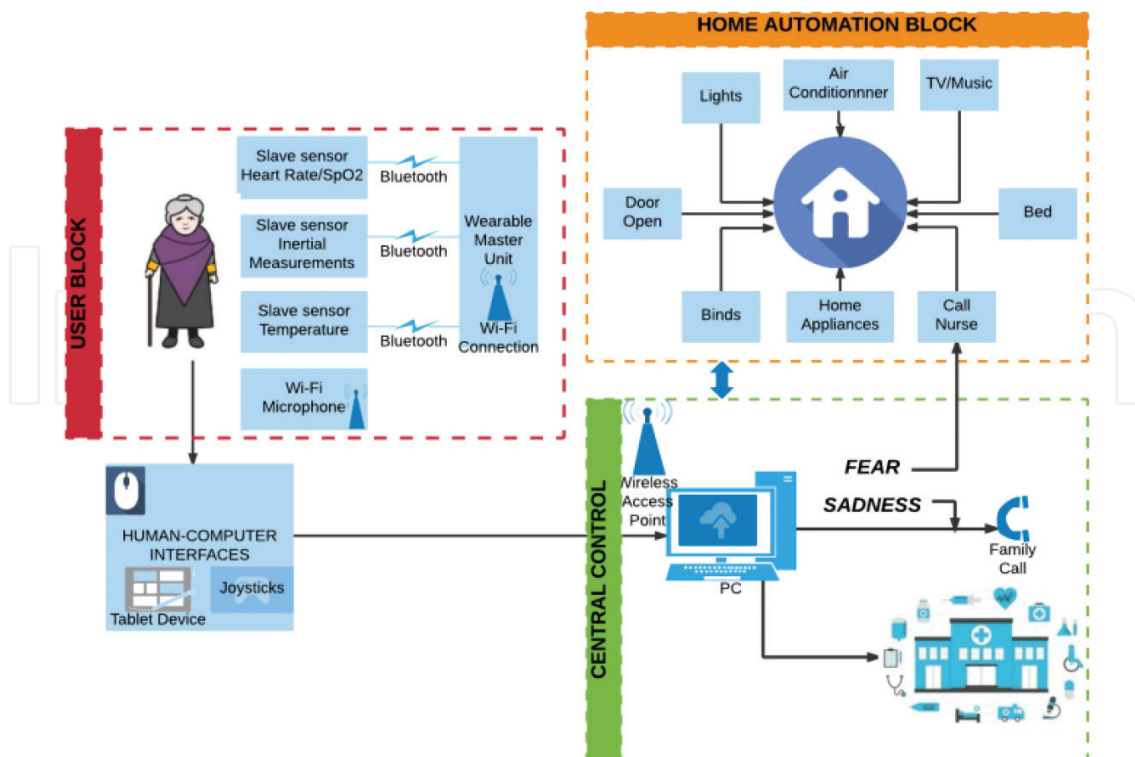 HOME AUTOMATION BLOCK
Lights
Air
Conditionnner
TV/Music
Door
Open
Bed
Binds
Home
Appliances
Call
Nurse
USER BLOCK
Slave sensor
Heart Rate/SpO2
Bluetooth
Slave sensor
Inertial
Measurements
Bluetooth
Slave sensor
Temperature
Bluetooth
Wearable
Master
Unit
Wi-Fi
Connection
Wi-Fi
Microphone
HUMAN-COMPUTER
INTERFACES
Tablet Device
Joysticks
CENTRAL CONTROL
Wireless
Access
Point
PC
FEAR
SADNESS
Family
Call